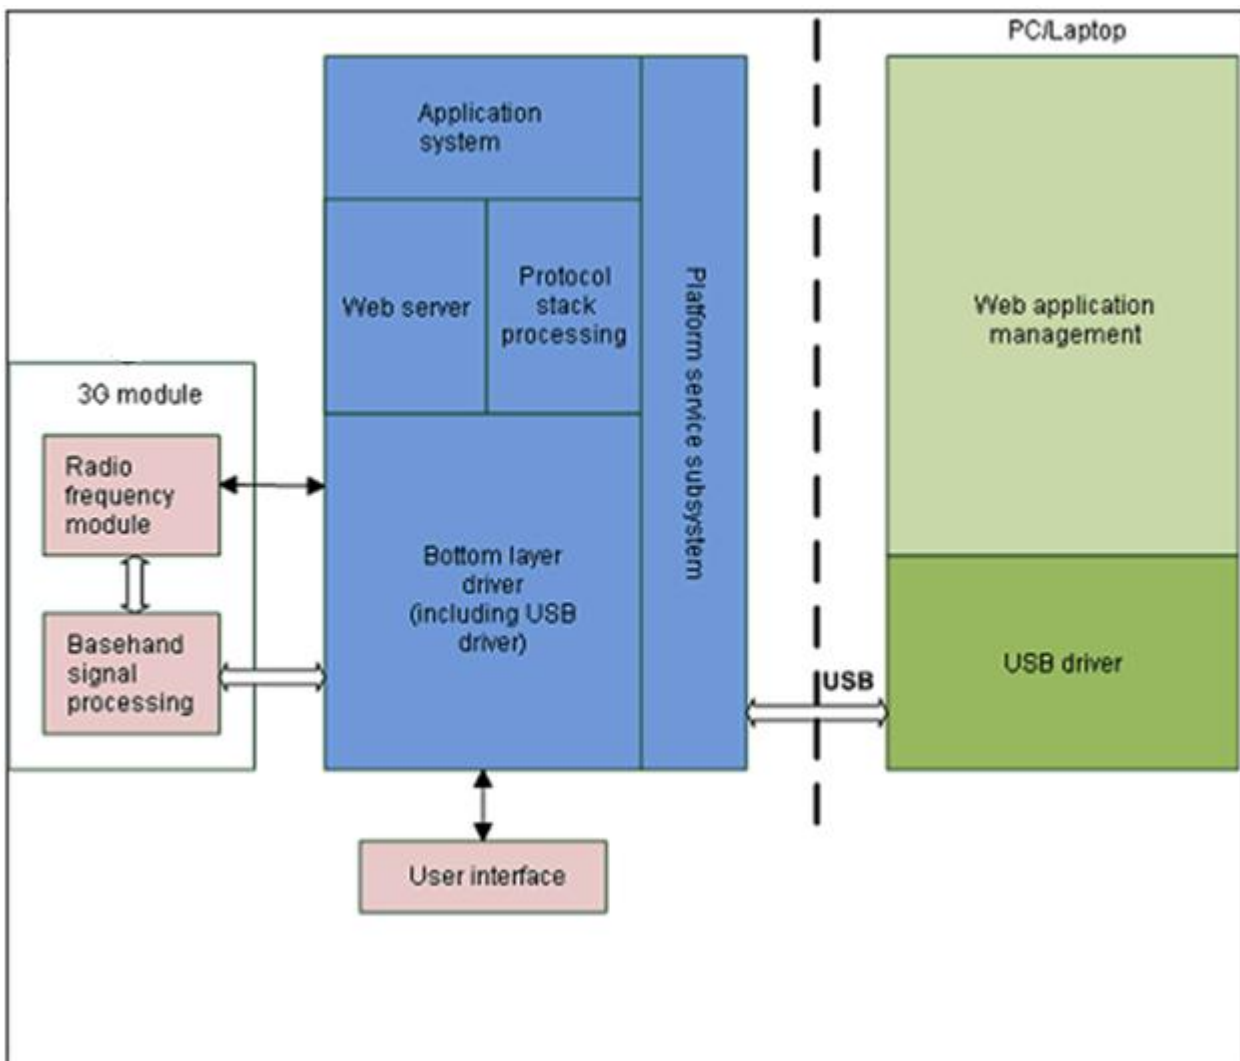 PC/Laptop
Application
system
Web server
Protocol
stack
processing
Platform service subsystem
Web application
management
3G module
Radio
frequency
module
Bottom layer
driver
(including USB
driver)
Basehand
signal
processing
USB driver
USB
User interface